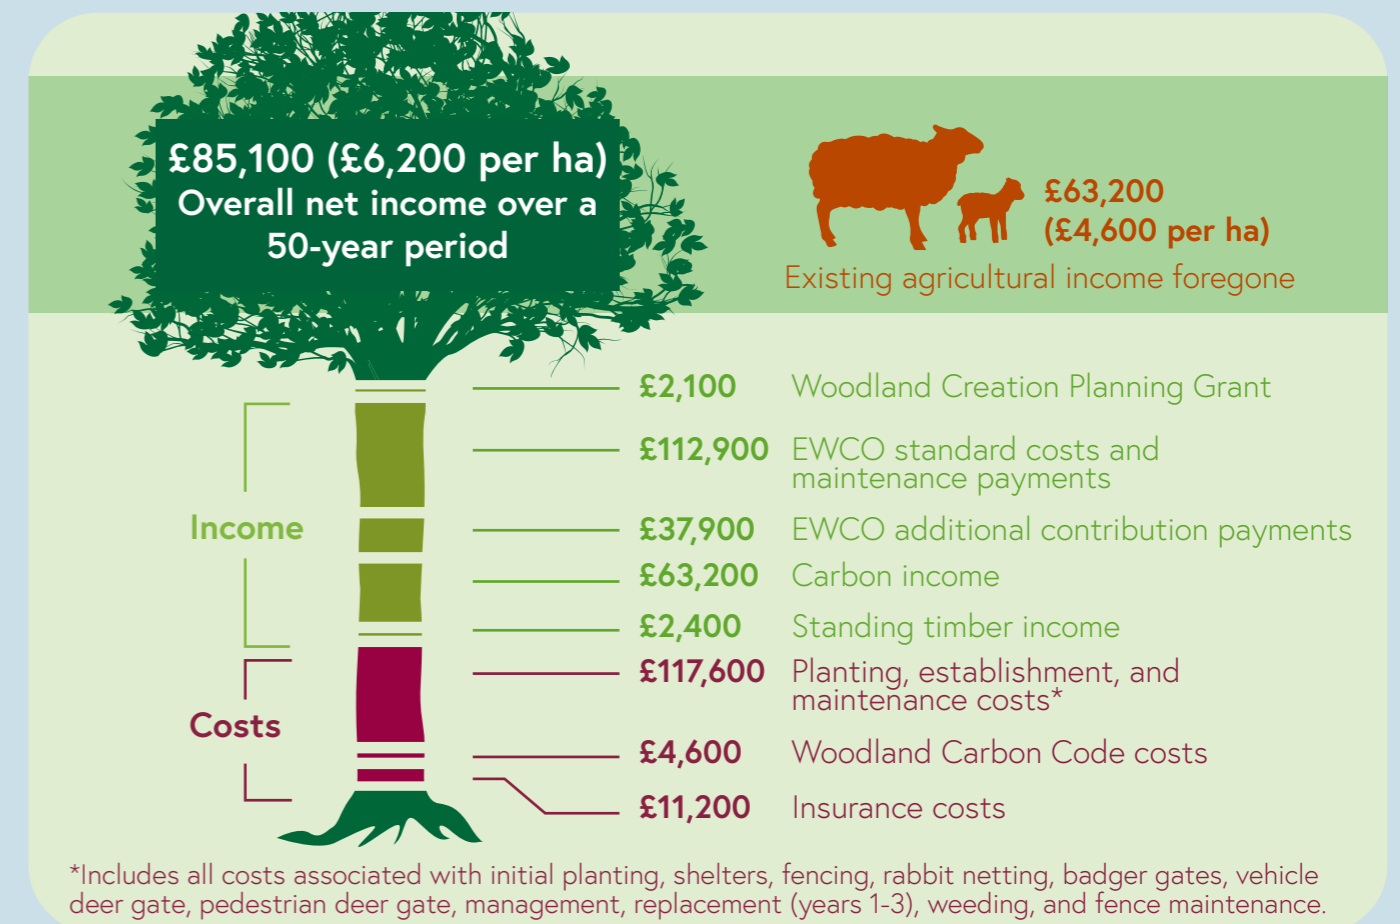 £85,100 (£6,200 per ha)
Overall net income over a
50-year period
£63,200
(£4,600 per ha)
Existing agricultural income foregone
Income
£2,100 Woodland Creation Planning Grant
£112,900 EWCO standard costs and
maintenance payments
£37,900 EWCO additional contribution payments
£63,200 Carbon income
£2,400 Standing timber income
Costs
£117,600 Planting, establishment, and
maintenance costs*
£4,600 Woodland Carbon Code costs
£11,200 Insurance costs
*Includes all costs associated with initial planting, shelters, fencing, rabbit netting, badger gates, vehicle
deer gate, pedestrian deer gate, management, replacement (years 1-3), weeding, and fence maintenance.